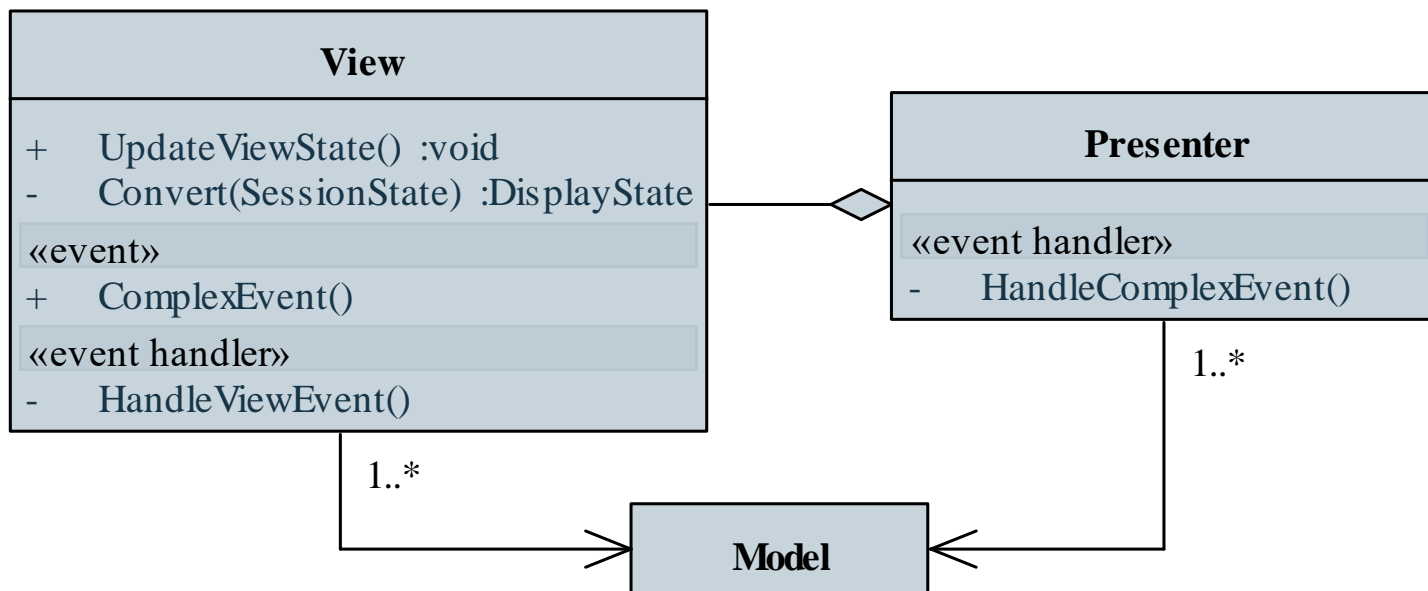 View
+ UpdateViewState() :void
- Convert(SessionState) :DisplayState
«event»
+ ComplexEvent()
«event handler»
- HandleViewEvent()
1..*
Presenter
«event handler»
- HandleComplexEvent()
1..*
Model